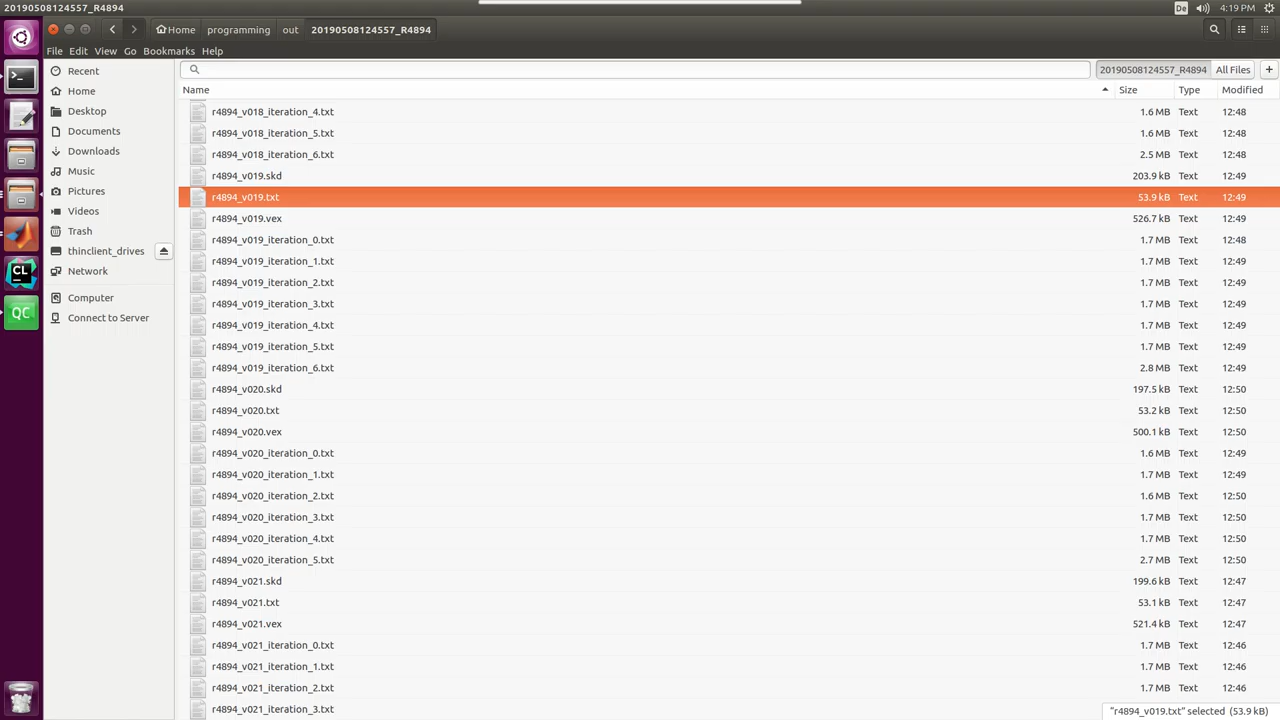 20190508124557_R4894
De
4:19 PM
Home
programming
out
20190508124557_R4894
File Edit View Go Bookmarks Help
Recent
Home
Desktop
Documents
Downloads
Music
Pictures
Videos
Trash
thinclient_drives
Network
Computer
Connect to Server
20190508124557_R4894
All Files
Name Size Type Modified
r4894_v018_iteration_4.txt 1.6 MB Text 12:48
r4894_v018_iteration_5.txt 1.6 MB Text 12:48
r4894_v018_iteration_6.txt 2.5 MB Text 12:48
r4894_v019.skd 203.9 kB Text 12:49
r4894_v019.txt 53.9 kB Text 12:49
r4894_v019.vex 526.7 kB Text 12:49
r4894_v019_iteration_0.txt 1.7 MB Text 12:48
r4894_v019_iteration_1.txt 1.7 MB Text 12:49
r4894_v019_iteration_2.txt 1.7 MB Text 12:49
r4894_v019_iteration_3.txt 1.7 MB Text 12:49
r4894_v019_iteration_4.txt 1.7 MB Text 12:49
r4894_v019_iteration_5.txt 1.7 MB Text 12:49
r4894_v019_iteration_6.txt 2.8 MB Text 12:49
r4894_v020.skd 197.5 kB Text 12:50
r4894_v020.txt 53.2 kB Text 12:50
r4894_v020.vex 500.1 kB Text 12:50
r4894_v020_iteration_0.txt 1.6 MB Text 12:49
r4894_v020_iteration_1.txt 1.7 MB Text 12:49
r4894_v020_iteration_2.txt 1.6 MB Text 12:50
r4894_v020_iteration_3.txt 1.7 MB Text 12:50
r4894_v020_iteration_4.txt 1.7 MB Text 12:50
r4894_v020_iteration_5.txt 2.7 MB Text 12:50
r4894_v021.skd 199.6 kB Text 12:47
r4894_v021.txt 53.1 kB Text 12:47
r4894_v021.vex 521.4 kB Text 12:47
r4894_v021_iteration_0.txt 1.7 MB Text 12:46
r4894_v021_iteration_1.txt 1.7 MB Text 12:46
r4894_v021_iteration_2.txt 1.7 MB Text 12:46
r4894_v021_iteration_3.txt
"r4894_v019.txt" selected (53.9 kB)
CL
QC